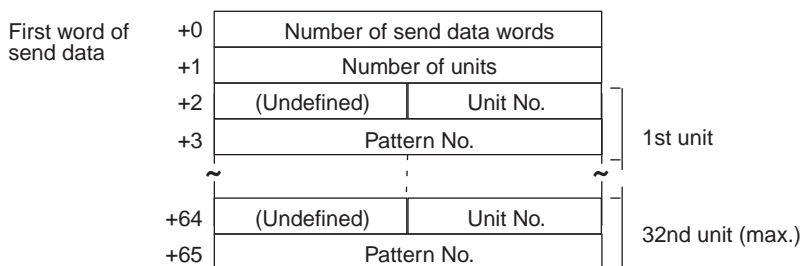 First word of
send data
+0 Number of send data words
+1 Number of units
+2 (Undefined) Unit No.
+3 Pattern No.
1st unit
~ ~
+64 (Undefined) Unit No.
+65 Pattern No.
32nd unit (max.)